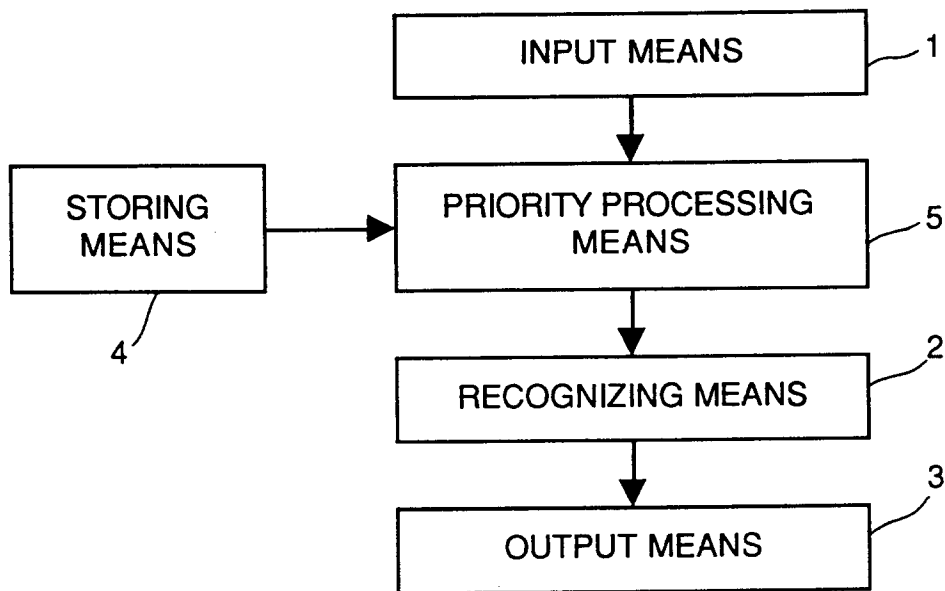 INPUT MEANS
1
STORING
MEANS
4
PRIORITY PROCESSING
MEANS
5
RECOGNIZING MEANS
2
OUTPUT MEANS
3